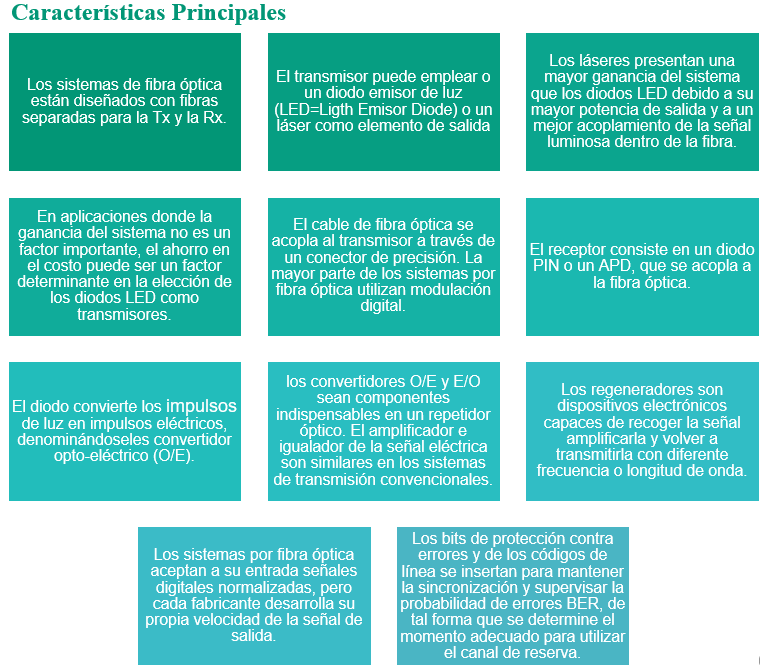 Características Principales
Los sistemas de fibra óptica
están diseñados con fibras
separadas para la Tx y la Rx.
El transmisor puede emplear o
un diodo emisor de luz
(LED=Ligth Emisor Diode) o un
láser como elemento de salida
Los láseres presentan una
mayor ganancia del sistema
que los diodos LED debido a su
mayor potencia de salida y a un
mejor acoplamiento de la señal
luminosa dentro de la fibra.
En aplicaciones donde la
ganancia del sistema no es un
factor importante, el ahorro en
el costo puede ser un factor
determinante en la elección de
los diodos LED como
transmisores.
El cable de fibra óptica se
acopla al transmisor a través de
un conector de precisión. La
mayor parte de los sistemas por
fibra óptica utilizan modulación
digital.
El receptor consiste en un diodo
PIN o un APD, que se acopla a
la fibra óptica.
El diodo convierte los impulsos
de luz en impulsos eléctricos,
denominándoseles convertidor
opto-eléctrico (O/E).
los convertidores O/E y E/O
sean componentes
indispensables en un repetidor
óptico. El amplificador e
igualador de la señal eléctrica
son similares en los sistemas
de transmisión convencionales.
Los regeneradores son
dispositivos electrónicos
capaces de recoger la señal
amplificarla y volver a
transmitirla con diferente
frecuencia o longitud de onda.
Los sistemas por fibra óptica
aceptan a su entrada señales
digitales normalizadas, pero
cada fabricante desarrolla su
propia velocidad de la señal de
salida.
Los bits de protección contra
errores y de los códigos de
línea se insertan para mantener
la sincronización y supervisar la
probabilidad de errores BER, de
tal forma que se determine el
momento adecuado para utilizar
el canal de reserva.